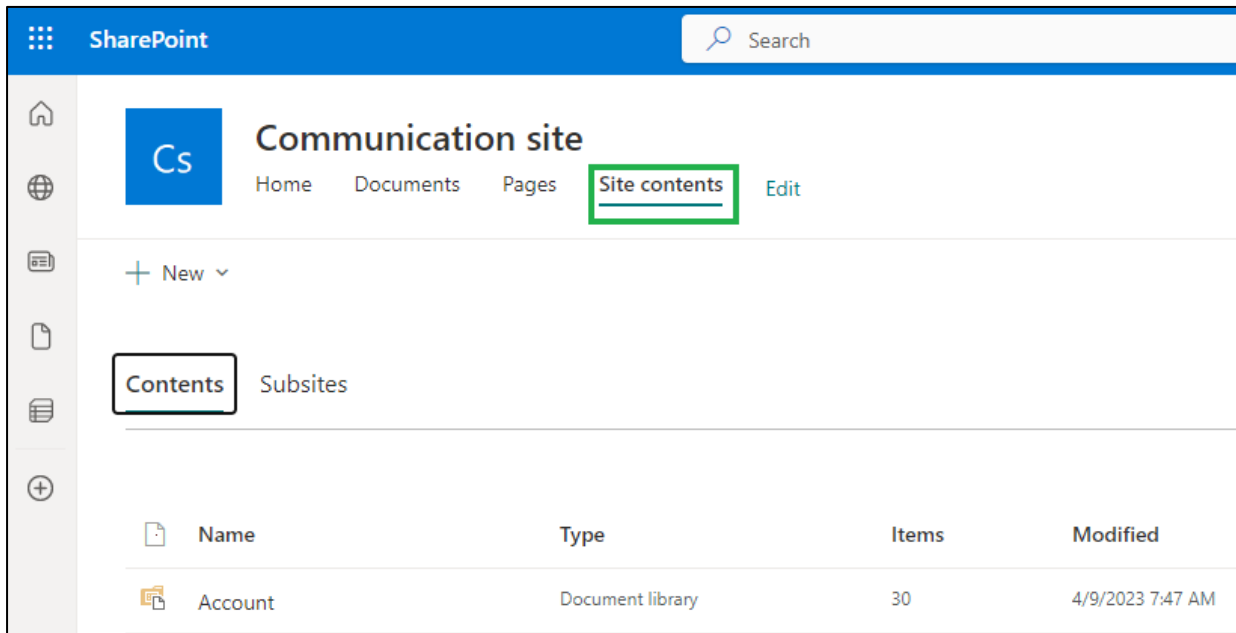 SharePoint
Search
Cs
Communication site
Home Documents Pages Site contents Edit
New
Contents Subsites
Name Type Items Modified
Account Document library 30 4/9/2023 7:47 AM